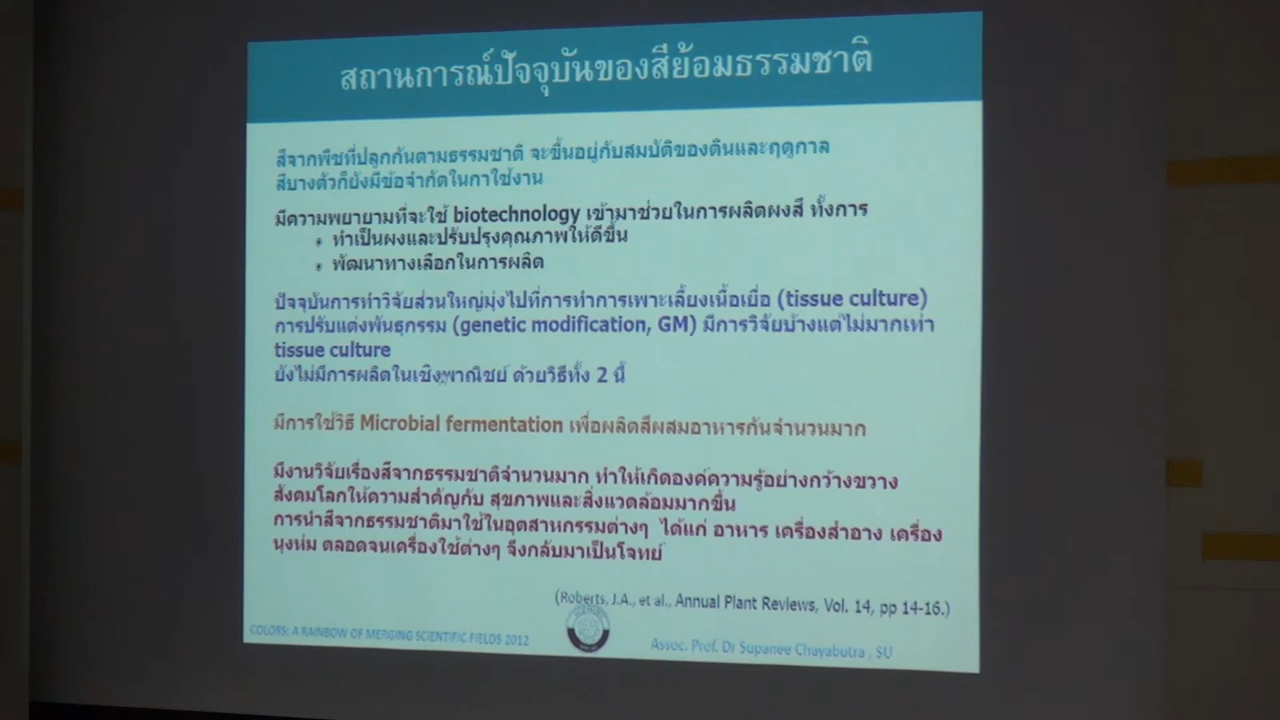 สถานการณ์ปัจจุบันของสีย้อมธรรมชาติ
สีจากพืชที่ปลูกกันตามธรรมชาติ จะขึ้นอยู่กับสมบัติของดินและฤดูกาล
สีบางตัวก็ยังมีข้อจำกัดในกาใช้งาน
มีความพยายามที่จะใช้ biotechnology เข้ามาช่วยในการผลิตผงสี ทั้งการ
* ทำเป็นผงและปรับปรุงคุณภาพให้ดีขึ้น
* พัฒนาทางเลือกในการผลิต
ปัจจุบันการทำวิจัยส่วนใหญ่มุ่งไปที่การทำการเพาะเลี้ยงเนื้อเยื่อ (tissue culture)
การปรับแต่งพันธุกรรม (genetic modification, GM) มีการวิจัยบ้างแต่ไม่มากเท่า
tissue culture
ยังไม่มีการผลิตในเชิงพาณิชย์ ด้วยวิธีทั้ง 2 นี้
มีการใช้วิธี Microbial fermentation เพื่อผลิตสีผสมอาหารกันจำนวนมาก
มีงานวิจัยเรื่องสีจากธรรมชาติจำนวนมาก ทำให้เกิดองค์ความรู้อย่างกว้างขวาง
สังคมโลกให้ความสำคัญกับ สุขภาพและสิ่งแวดล้อมมากขึ้น
การนำสีจากธรรมชาติมาใช้ในอุตสาหกรรมต่างๆ ได้แก่ อาหาร เครื่องสำอาง เครื่อง
นุงห่ม ตลอดจนเครื่องใช้ต่างๆ จึงกลับมาเป็นโจทย์
(Roberts, J.A., et al., Annual Plant Reviews, Vol. 14, pp 14-16.)
COLORS: A RAINBOW OF MERGING SCIENTIFIC FIELDS 2012
Assoc. Prof. Dr Supanee Chayabutra , SU